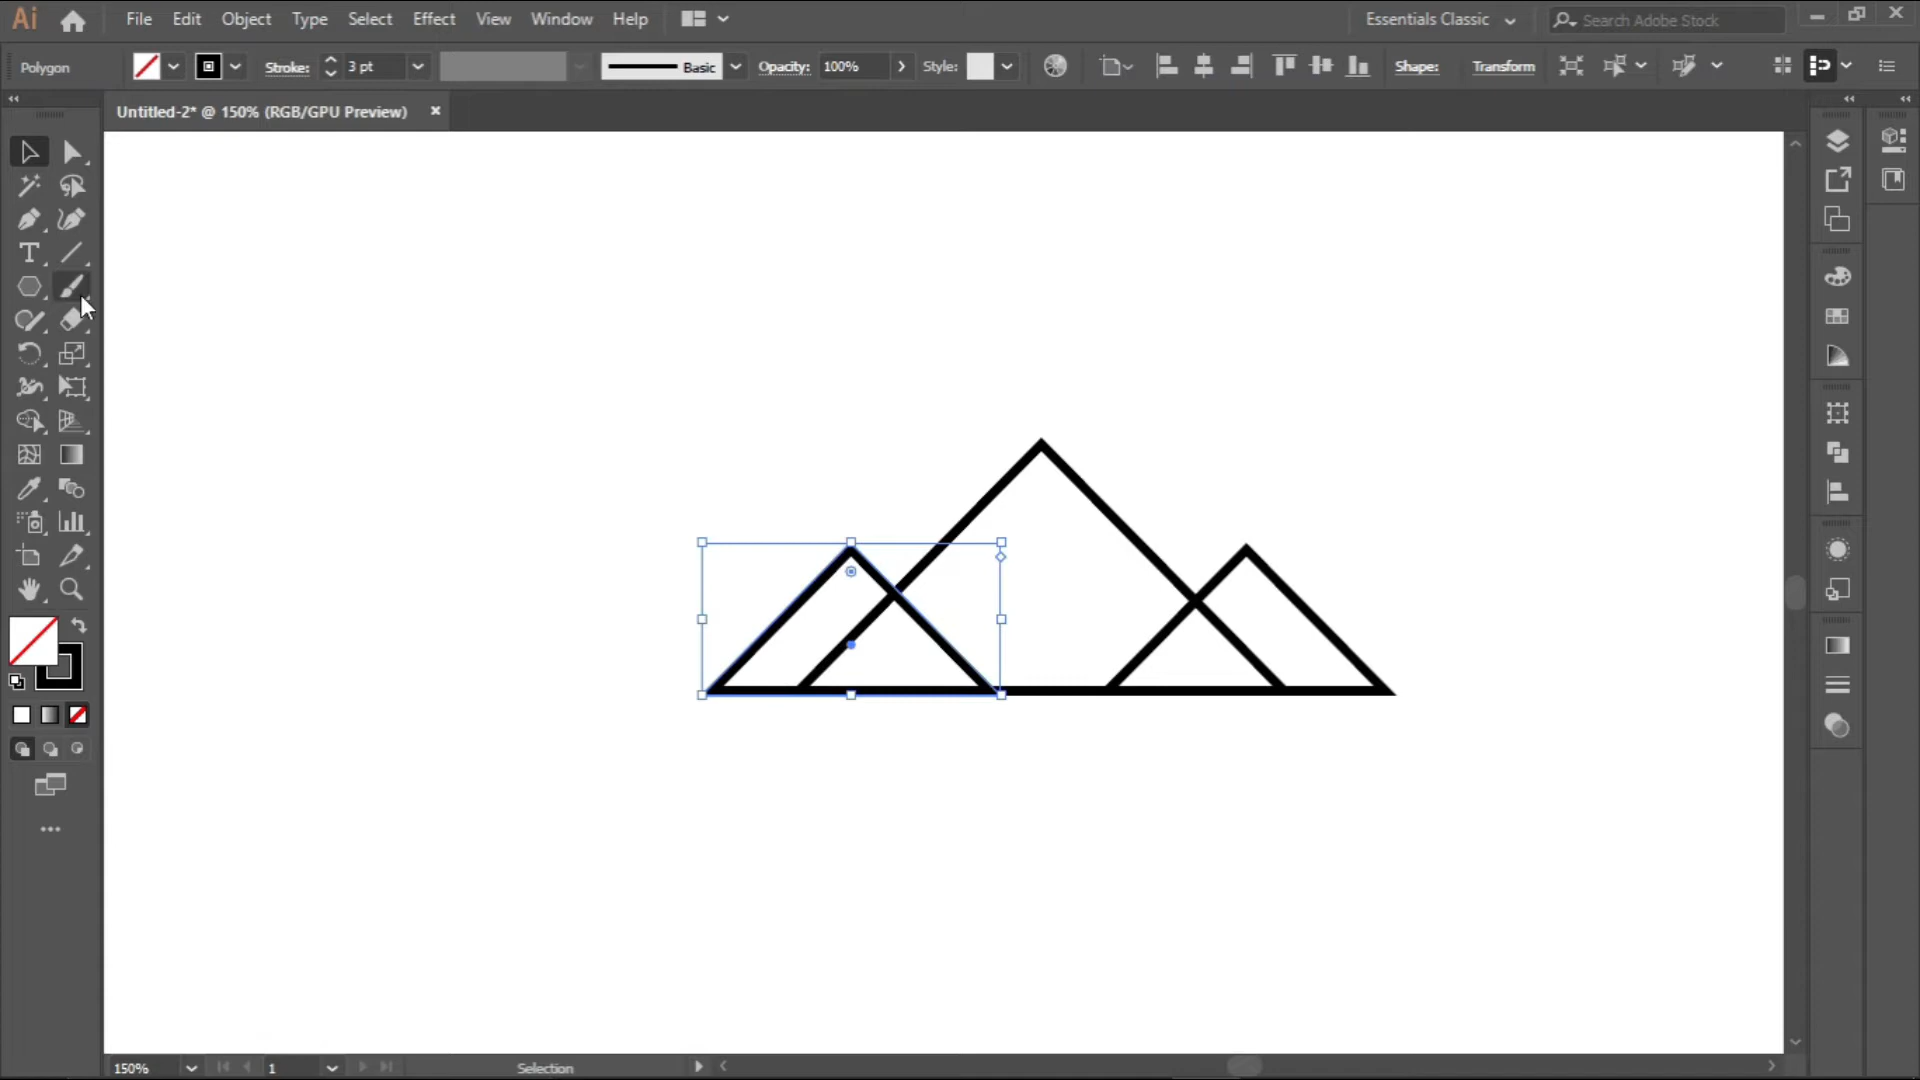 Ai File Edit Object Type Select Effect View Window Help Essentials Classic Search Adobe Stock
Polygon Stroke: 3 pt Basic Opacity: 100% Style: Shape: Transform
Untitled-2* @ 150% (RGB/GPU Preview) ×
150% 1 Selection